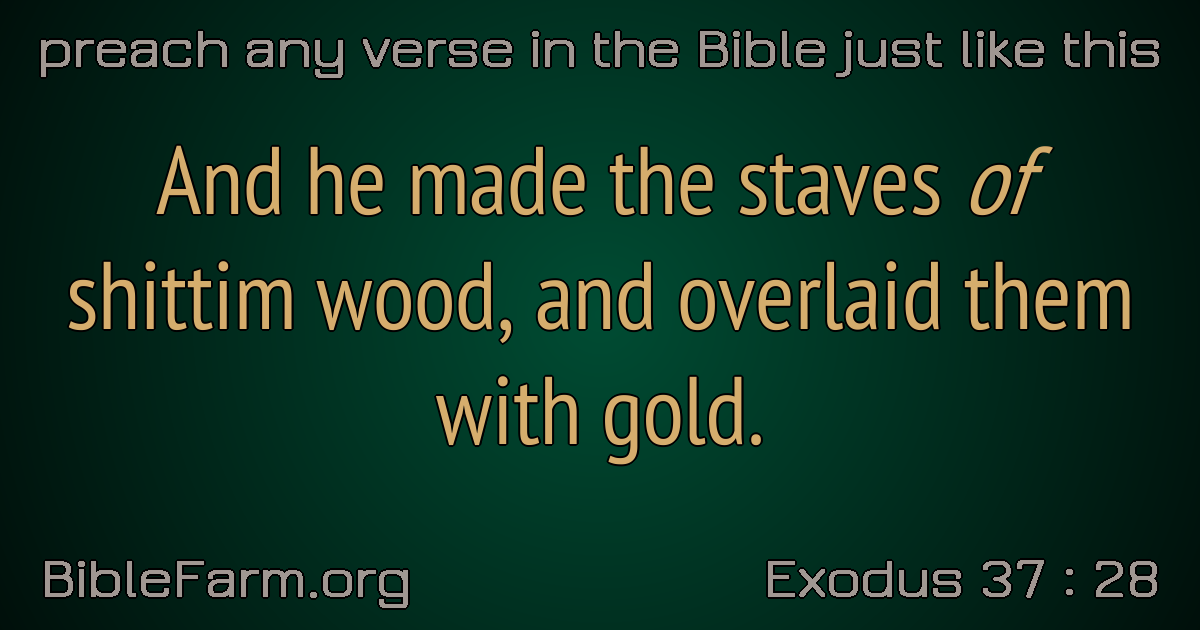 preach any verse in the Bible just like this
And he made the staves of
shittim wood, and overlaid them
with gold.
BibleFarm.org
Exodus 37 : 28